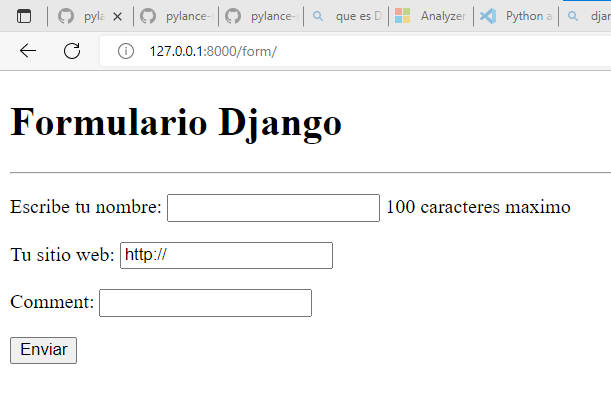 pyla
pylance-
pylance-
que es D
Analyzer
Python a
djan
127.0.0.1:8000/form/
Formulario Django
Escribe tu nombre: 100 caracteres maximo
Tu sitio web: http://
Comment:
Enviar